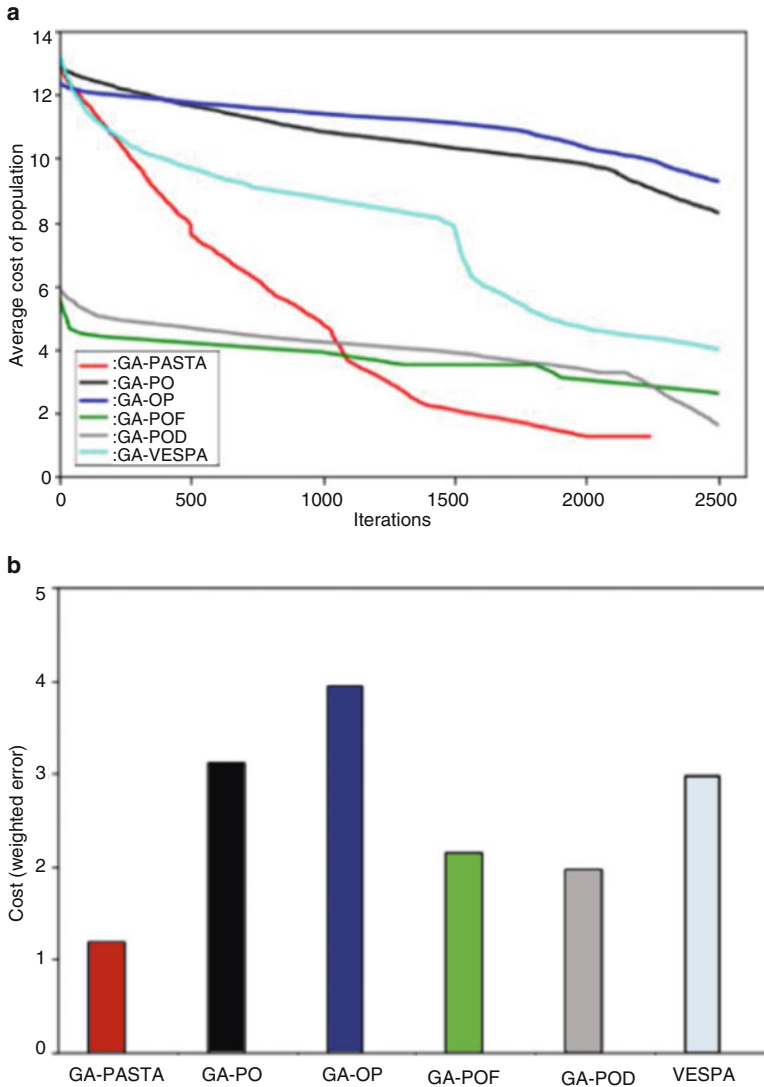 a
14
12
10
8
6
4
2
0
Average cost of population
:GA-PASTA
:GA-PO
:GA-OP
:GA-POF
:GA-POD
:GA-VESPA
0 500 1000 1500 2000 2500
Iterations
b
5
4
3
2
1
0
Cost (weighted error)
GA-PASTA GA-PO GA-OP GA-POF GA-POD VESPA